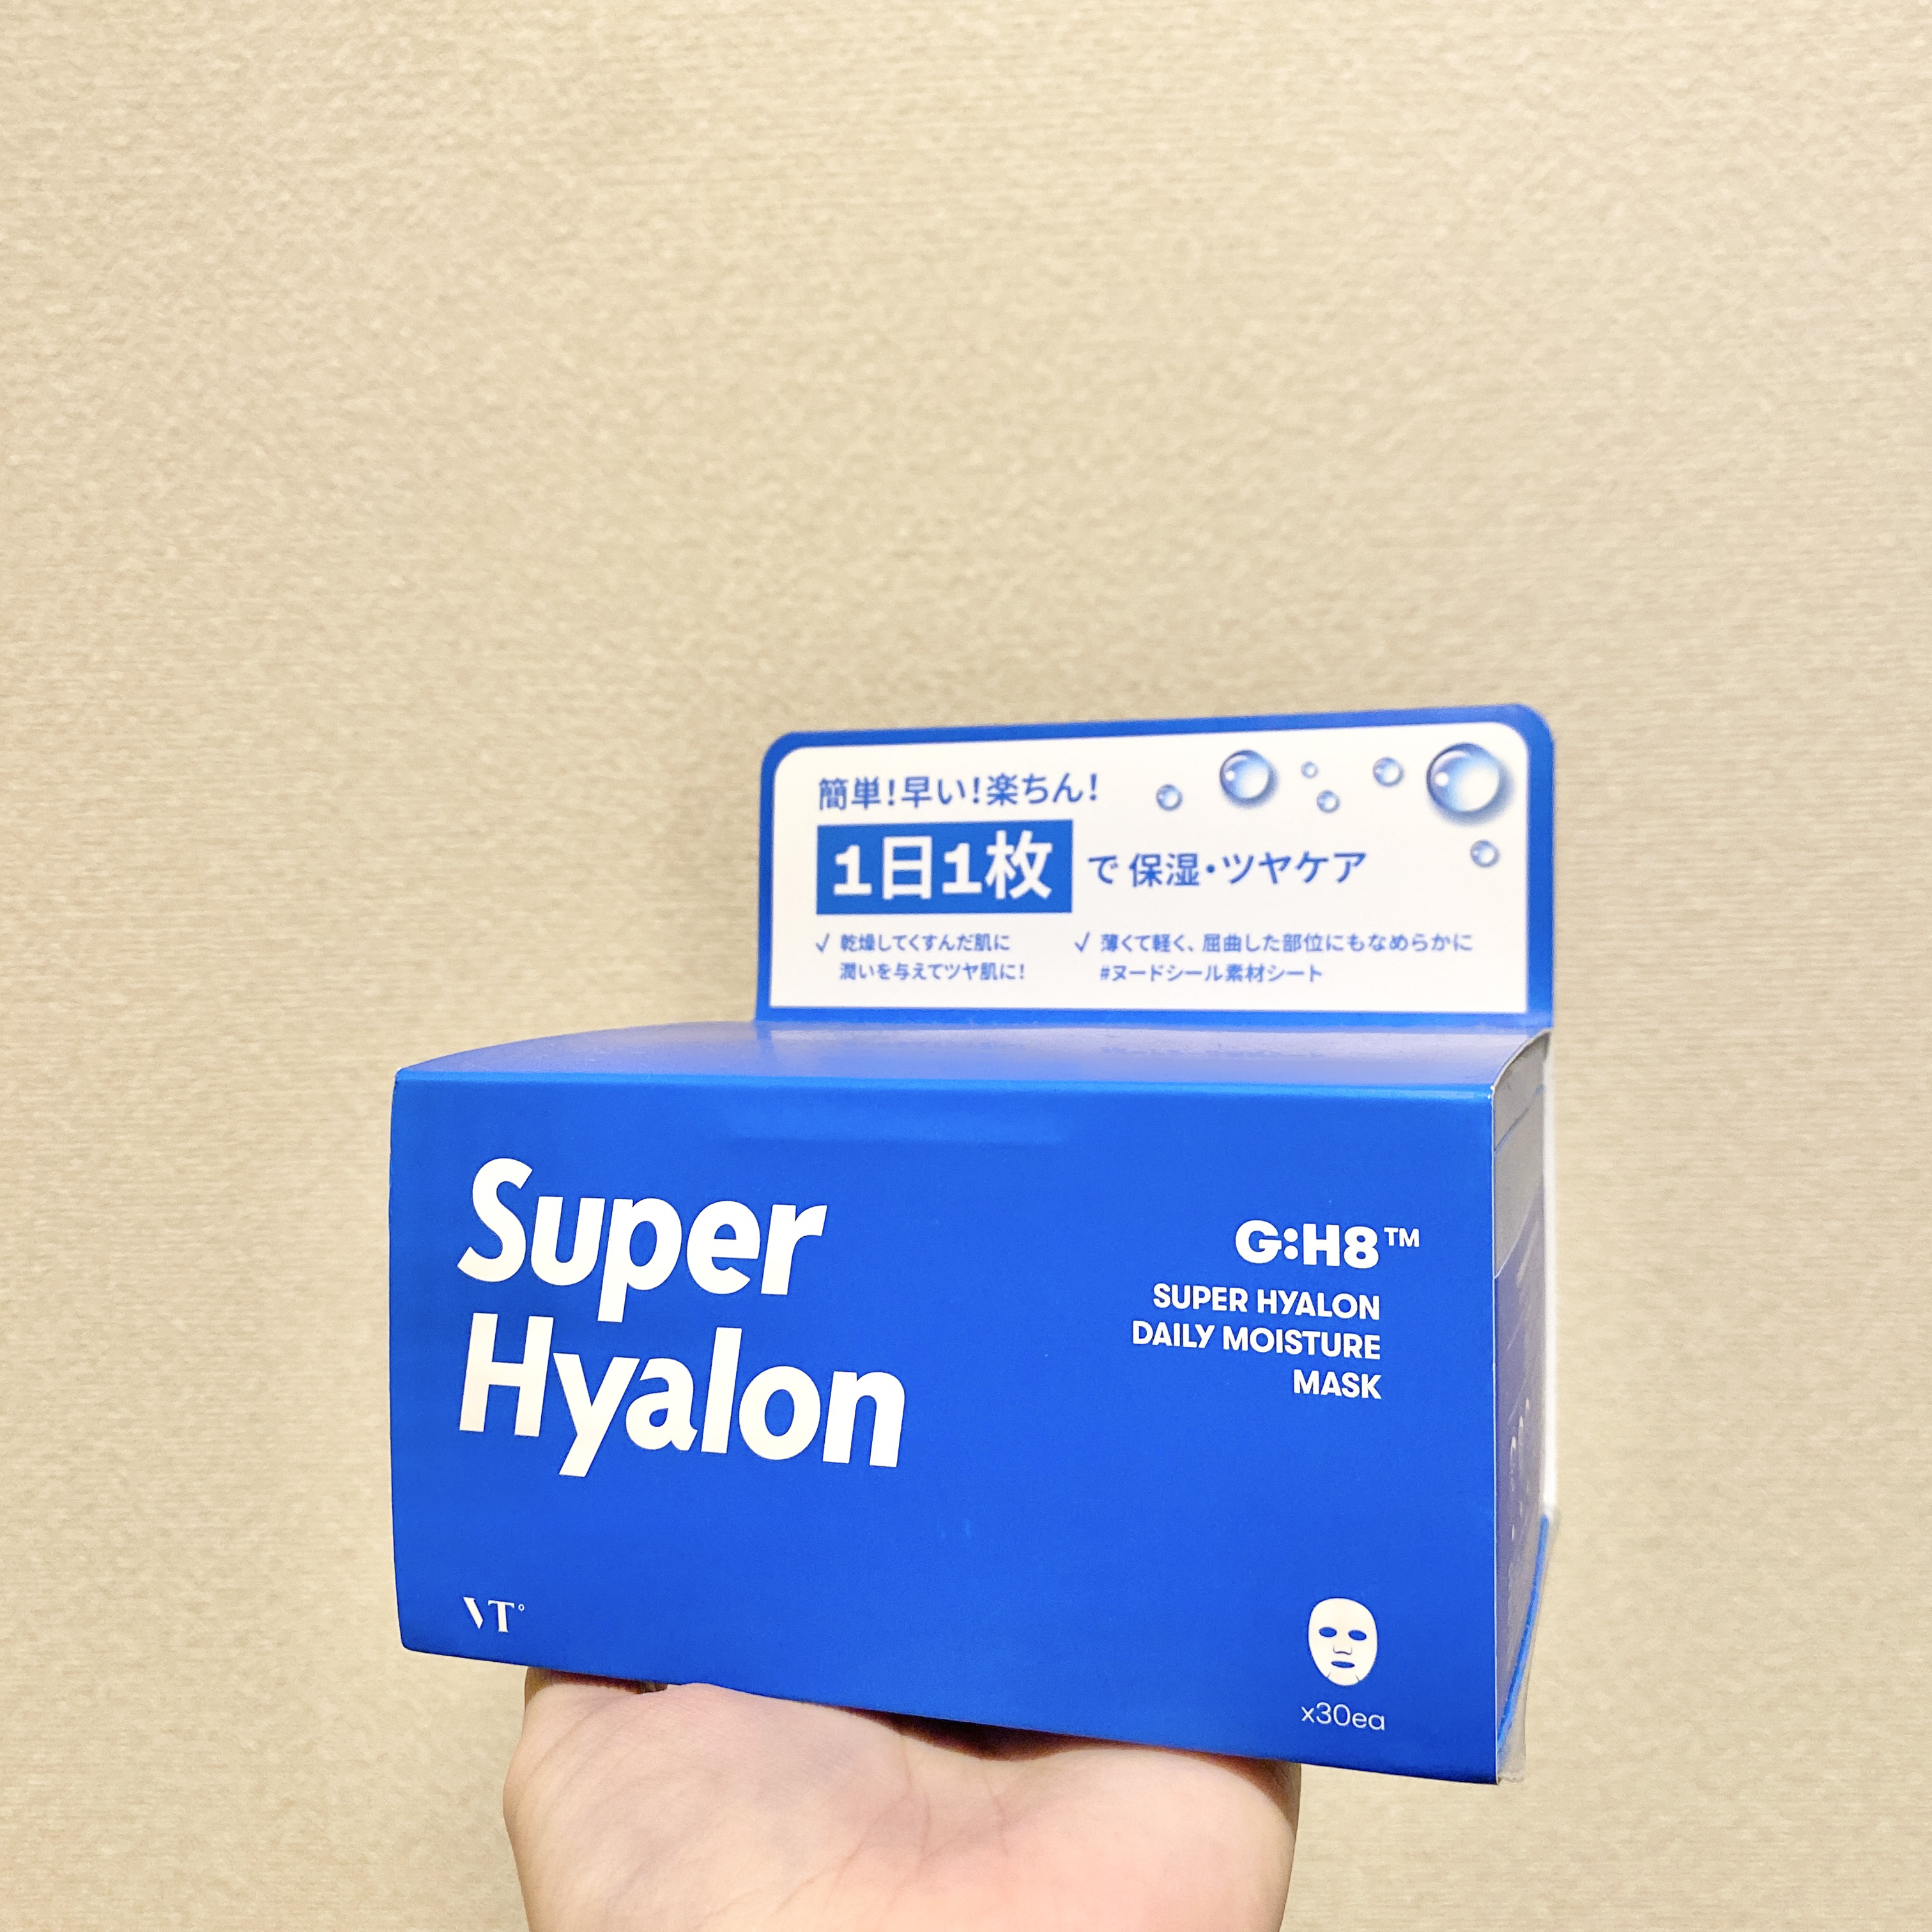 簡単!早い!楽ちん!
1日1枚 で 保湿・ツヤケア
✓ 乾燥してくすんだ肌に
潤いを与えてツヤ肌に!
✓ 薄くて軽く、屈曲した部位にもなめらかに
#ヌードシール素材シート
Super
Hyalon
G:H8™
SUPER HYALON
DAILY MOISTURE
MASK
VT°
x30ea